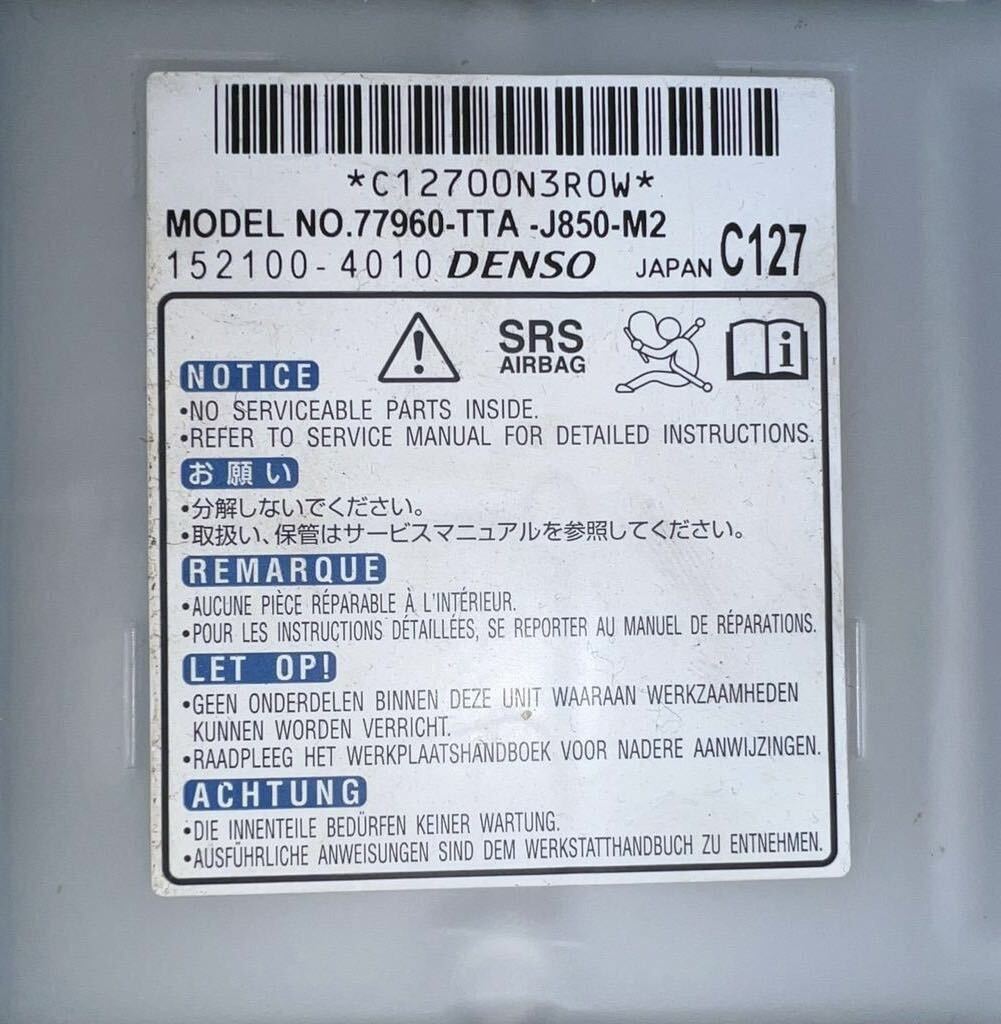 *C12700N3R0W*
MODEL NO.77960-TTA -J850-M2
152100-4010 DENSO JAPAN C127
SRS
AIRBAG
NOTICE
•NO SERVICEABLE PARTS INSIDE.
•REFER TO SERVICE MANUAL FOR DETAILED INSTRUCTIONS.
お願い
•分解しないでください。
•取扱い、保管はサービスマニュアルを参照してください。
REMARQUE
•AUCUNE PIÈCE RÉPARABLE À L'INTÉRIEUR.
•POUR LES INSTRUCTIONS DÉTAILLÉES, SE REPORTER AU MANUEL DE RÉPARATIONS.
LET OP!
•GEEN ONDERDELEN BINNEN DEZE UNIT WAARAAN WERKZAAMHEDEN
KUNNEN WORDEN VERRICHT.
•RAADPLEEG HET WERKPLAATSHANDBOEK VOOR NADERE AANWIJZINGEN.
ACHTUNG
•DIE INNENTEILE BEDÜRFEN KEINER WARTUNG.
•AUSFÜHRLICHE ANWEISUNGEN SIND DEM WERKSTATTHANDBUCH ZU ENTNEHMEN.